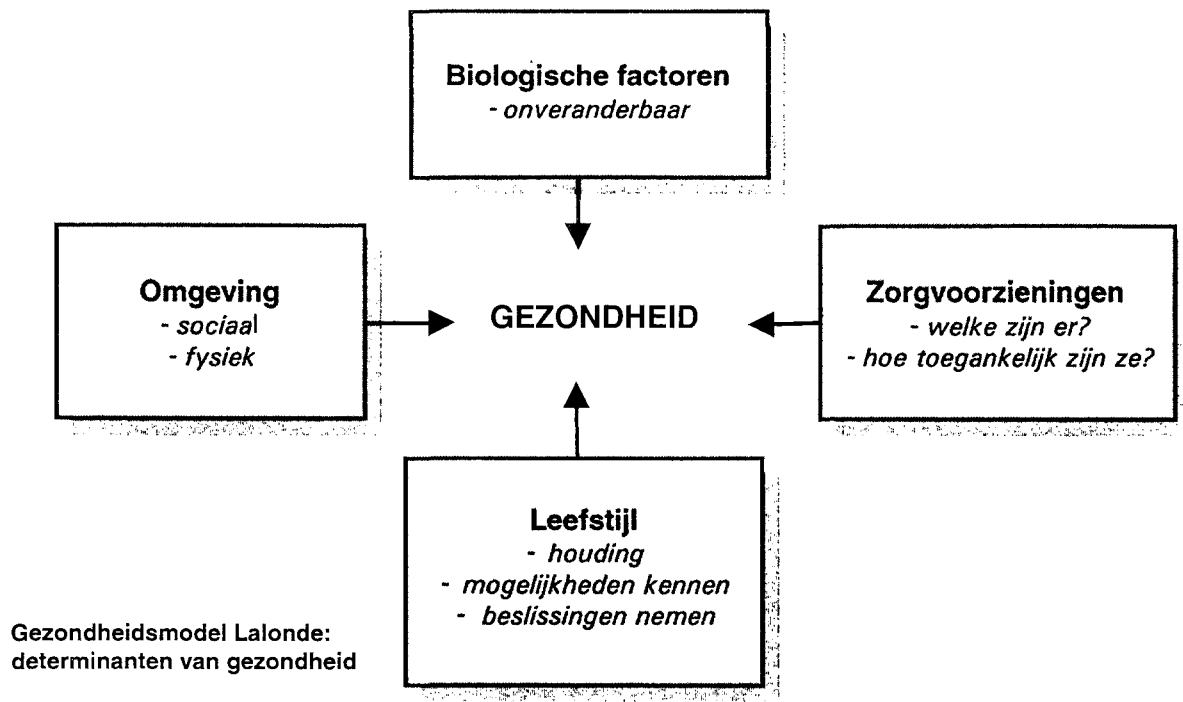 Biologische factoren
- onveranderbaar
Omgeving
- sociaal
- fysiek
GEZONDHEID
Zorgvoorzieningen
- welke zijn er?
- hoe toegankelijk zijn ze?
Leefstijl
- houding
- mogelijkheden kennen
- beslissingen nemen
Gezondheidsmodel Lalonde:
determinanten van gezondheid